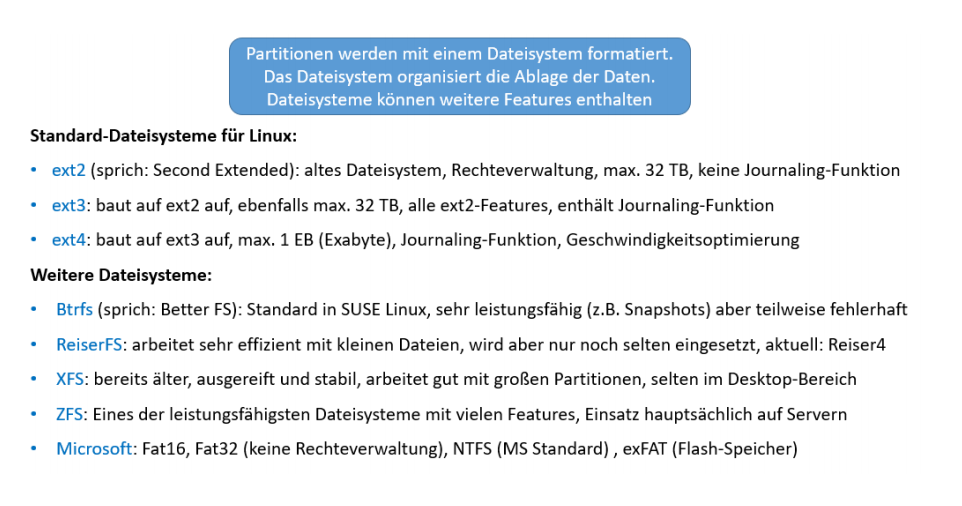 Partitionen werden mit einem Dateisystem formatiert.
Das Dateisystem organisiert die Ablage der Daten.
Dateisysteme können weitere Features enthalten
Standard-Dateisysteme für Linux:
• ext2 (sprich: Second Extended): altes Dateisystem, Rechteverwaltung, max. 32 TB, keine Journaling-Funktion
• ext3: baut auf ext2 auf, ebenfalls max. 32 TB, alle ext2-Features, enthält Journaling-Funktion
• ext4: baut auf ext3 auf, max. 1 EB (Exabyte), Journaling-Funktion, Geschwindigkeitsoptimierung
Weitere Dateisysteme:
• Btrfs (sprich: Better FS): Standard in SUSE Linux, sehr leistungsfähig (z.B. Snapshots) aber teilweise fehlerhaft
• ReiserFS: arbeitet sehr effizient mit kleinen Dateien, wird aber nur noch selten eingesetzt, aktuell: Reiser4
• XFS: bereits älter, ausgereift und stabil, arbeitet gut mit großen Partitionen, selten im Desktop-Bereich
• ZFS: Eines der leistungsfähigsten Dateisysteme mit vielen Features, Einsatz hauptsächlich auf Servern
• Microsoft: Fat16, Fat32 (keine Rechteverwaltung), NTFS (MS Standard) , exFAT (Flash-Speicher)